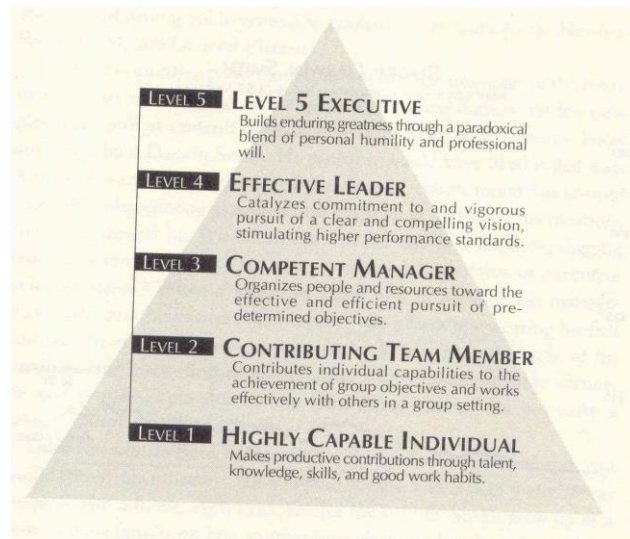 LEVEL 5 LEVEL 5 EXECUTIVE
Builds enduring greatness through a paradoxical
blend of personal humility and professional
will.
LEVEL 4 EFFECTIVE LEADER
Catalyzes commitment to and vigorous
pursuit of a clear and compelling vision,
stimulating higher performance standards.
LEVEL 3 COMPETENT MANAGER
Organizes people and resources toward the
effective and efficient pursuit of pre-
determined objectives.
LEVEL 2 CONTRIBUTING TEAM MEMBER
Contributes individual capabilities to the
achievement of group objectives and works
effectively with others in a group setting.
LEVEL 1 HIGHLY CAPABLE INDIVIDUAL
Makes productive contributions through talent,
knowledge, skills, and good work habits.